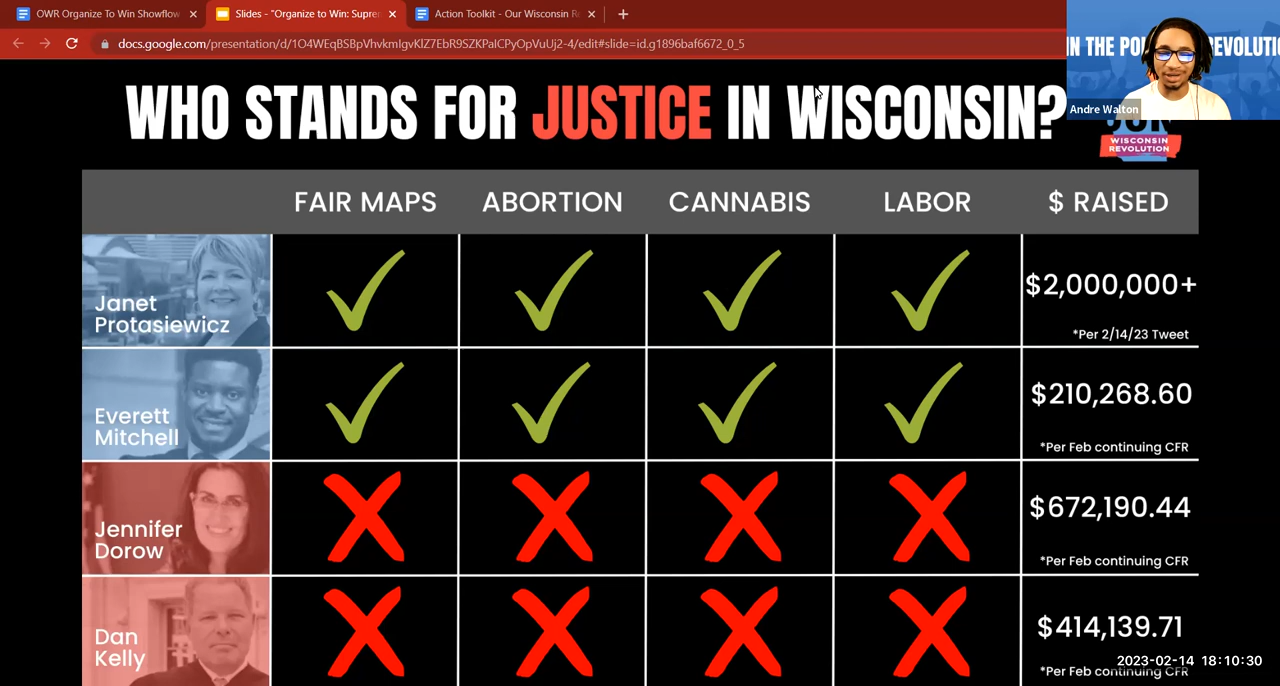 OWR Organize To Win Showflow
Slides - "Organize to Win: Suprem
Action Toolkit - Our Wisconsin Re
docs.google.com/presentation/d/1O4WEqBSBpVhvkmIgvKlZ7EbR9SZKPaICPyOpVuUj2-4/edit#slide=id.g1896baf6672_0_5
IN THE
Andre Walton
WHO STANDS FOR JUSTICE IN WISCONSIN?
WISCONSIN
REVOLUTION
FAIR MAPS ABORTION CANNABIS LABOR $ RAISED
Janet
Protasiewicz
$2,000,000+
*Per 2/14/23 Tweet
Everett
Mitchell
$210,268.60
*Per Feb continuing CFR
Jennifer
Dorow
$672,190.44
*Per Feb continuing CFR
Dan
Kelly
$414,139.71
2023-02-14 18:10:30
*Per Feb continuing CFR